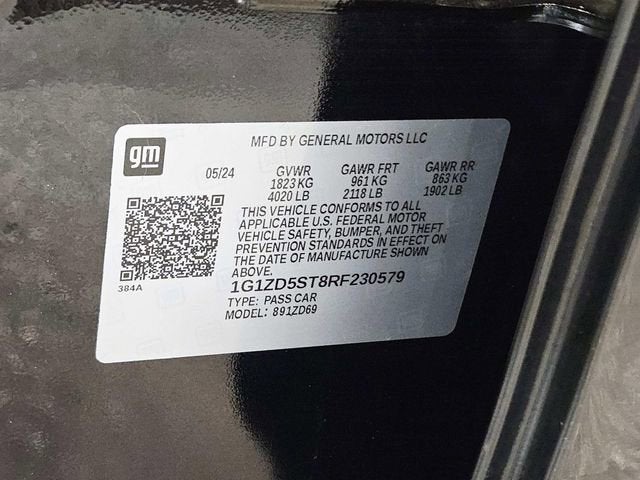 gm
MFD BY GENERAL MOTORS LLC
05/24 GVWR GAWR FRT GAWR RR
1823 KG 961 KG 863 KG
4020 LB 2118 LB 1902 LB
THIS VEHICLE CONFORMS TO ALL
APPLICABLE U.S. FEDERAL MOTOR
VEHICLE SAFETY, BUMPER, AND THEFT
PREVENTION STANDARDS IN EFFECT ON
THE DATE OF MANUFACTURE SHOWN
ABOVE.
384A
1G1ZD5ST8RF230579
TYPE: PASS CAR
MODEL: 891ZD69